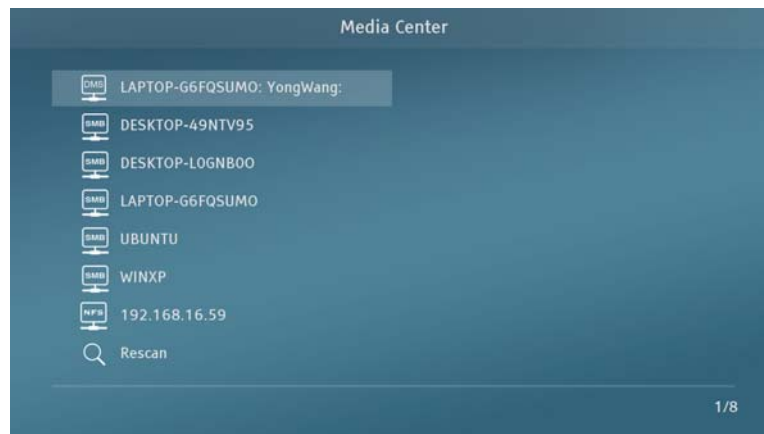 Media Center
DMS LAPTOP-G6FQSUMO: YongWang:
SMB DESKTOP-49NTV95
SMB DESKTOP-L0GNBOO
SMB LAPTOP-G6FQSUMO
SMB UBUNTU
SMB WINXP
NFS 192.168.16.59
Rescan
1/8